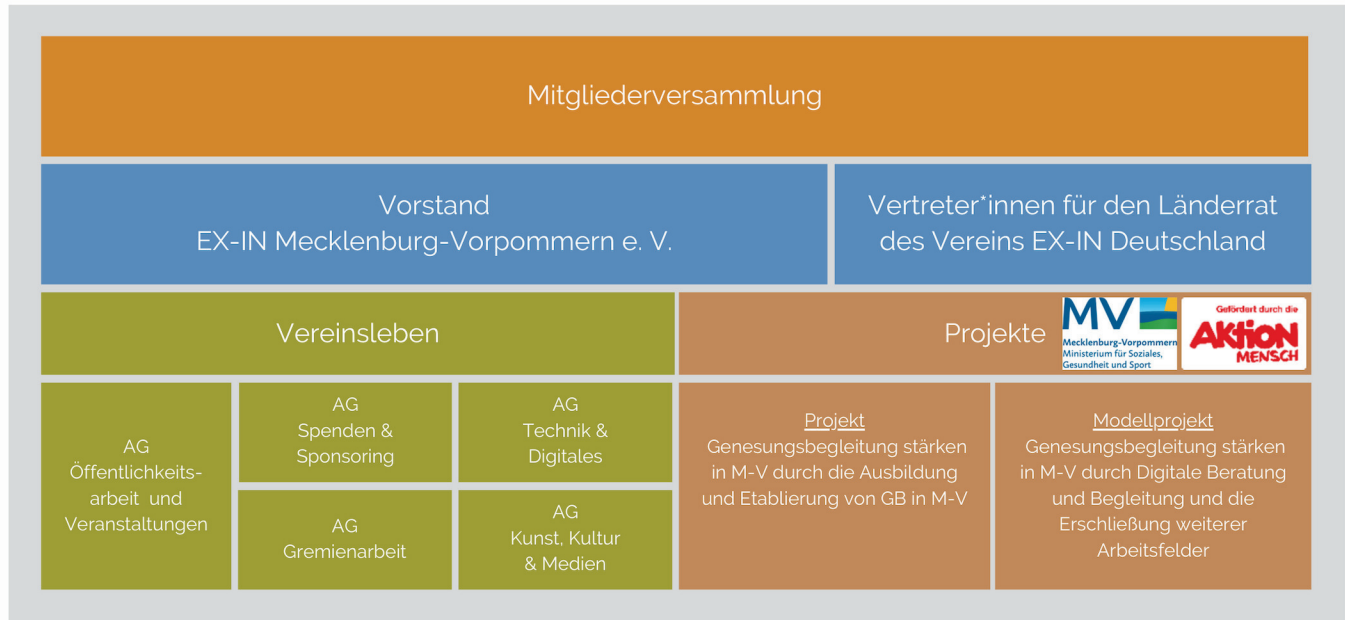 Mitgliederversammlung
Vorstand
EX-IN Mecklenburg-Vorpommern e. V.
Vertreter*innen für den Länderrat
des Vereins EX-IN Deutschland
Vereinsleben
Projekte
MV
Mecklenburg-Vorpommern
Ministerium für Soziales,
Gesundheit und Sport
Gefördert durch die
AKTiON
MENSCH
AG
Öffentlichkeits-
arbeit und
Veranstaltungen
AG
Spenden &
Sponsoring
AG
Technik &
Digitales
AG
Gremienarbeit
AG
Kunst, Kultur
& Medien
Projekt
Genesungsbegleitung stärken
in M-V durch die Ausbildung
und Etablierung von GB in M-V
Modellprojekt
Genesungsbegleitung stärken
in M-V durch Digitale Beratung
und Begleitung und die
Erschließung weiterer
Arbeitsfelder